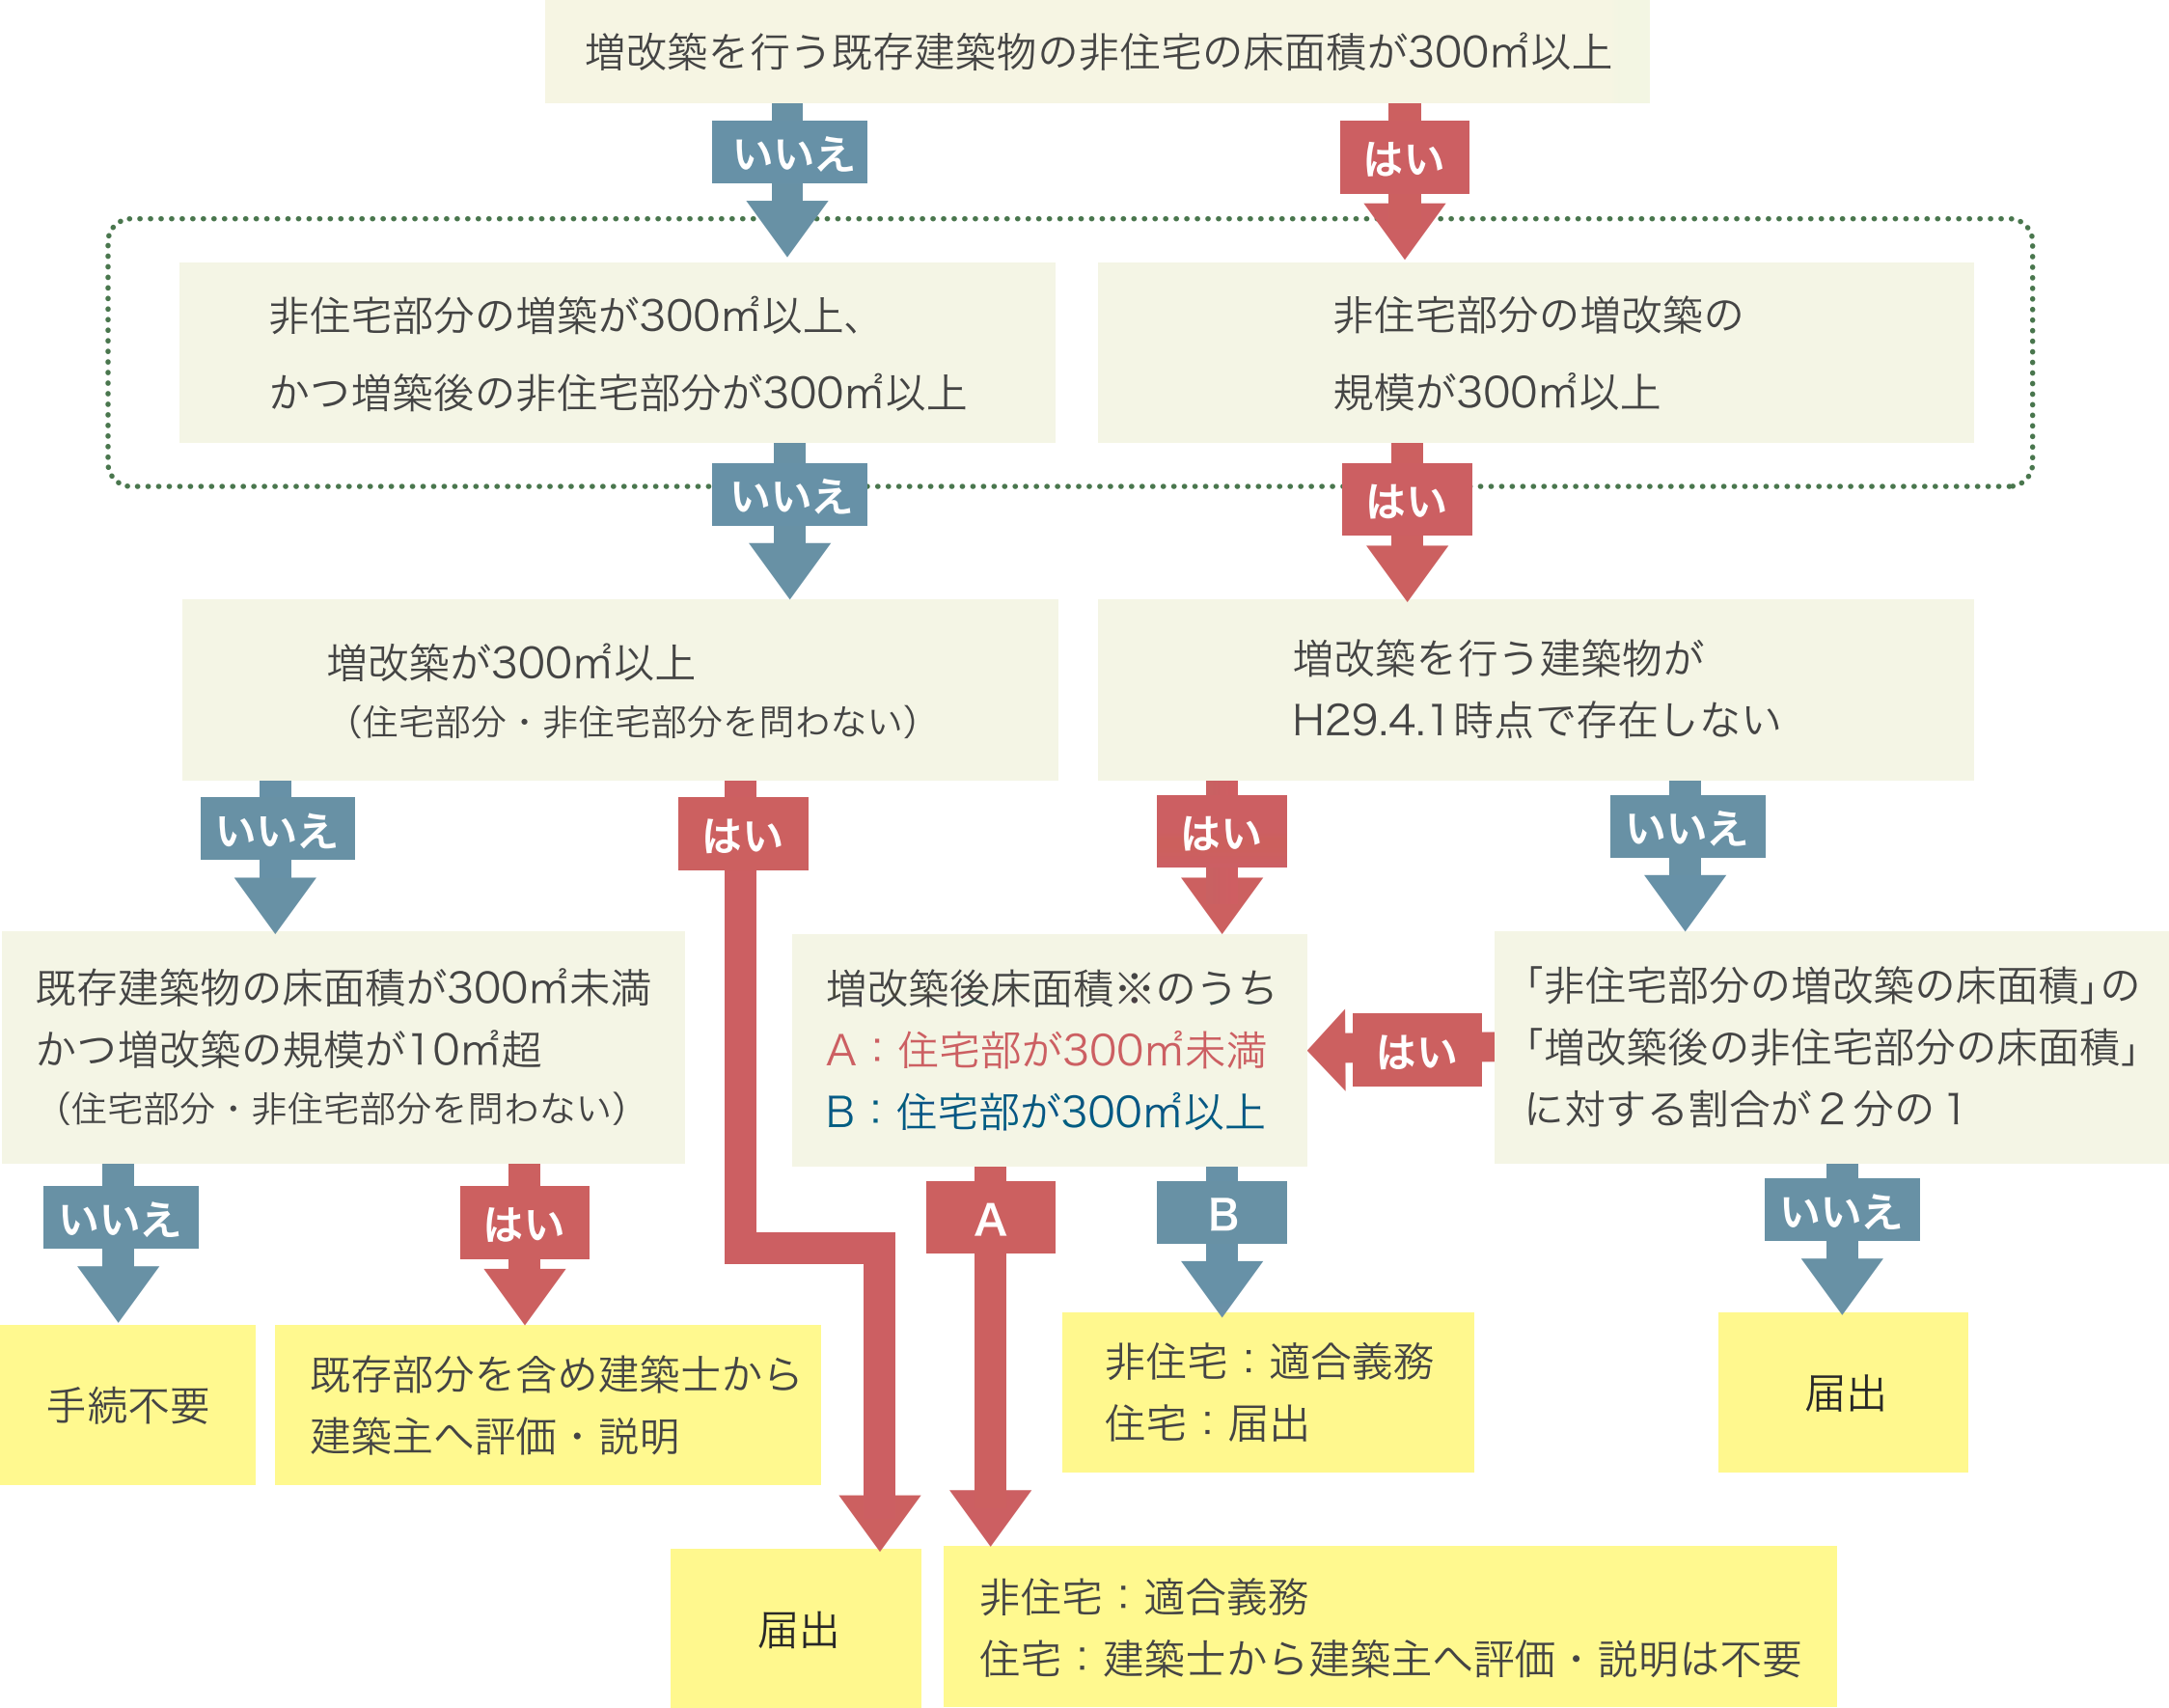 増改築を行う既存建築物の非住宅の床面積が300㎡以上
いいえ
はい
非住宅部分の増築が300㎡以上、
かつ増築後の非住宅部分が300㎡以上
非住宅部分の増改築の
規模が300㎡以上
いいえ
はい
増改築が300㎡以上
（住宅部分・非住宅部分を問わない）
増改築を行う建築物が
H29.4.1時点で存在しない
いいえ
はい
はい
いいえ
既存建築物の床面積が300㎡未満
かつ増改築の規模が10㎡超
（住宅部分・非住宅部分を問わない）
増改築後床面積※のうち
A：住宅部が300㎡未満
B：住宅部が300㎡以上
はい
「非住宅部分の増改築の床面積」の
「増改築後の非住宅部分の床面積」
に対する割合が２分の１
いいえ
はい
A
B
いいえ
手続不要
既存部分を含め建築士から
建築主へ評価・説明
非住宅：適合義務
住宅：届出
届出
届出
非住宅：適合義務
住宅：建築士から建築主へ評価・説明は不要